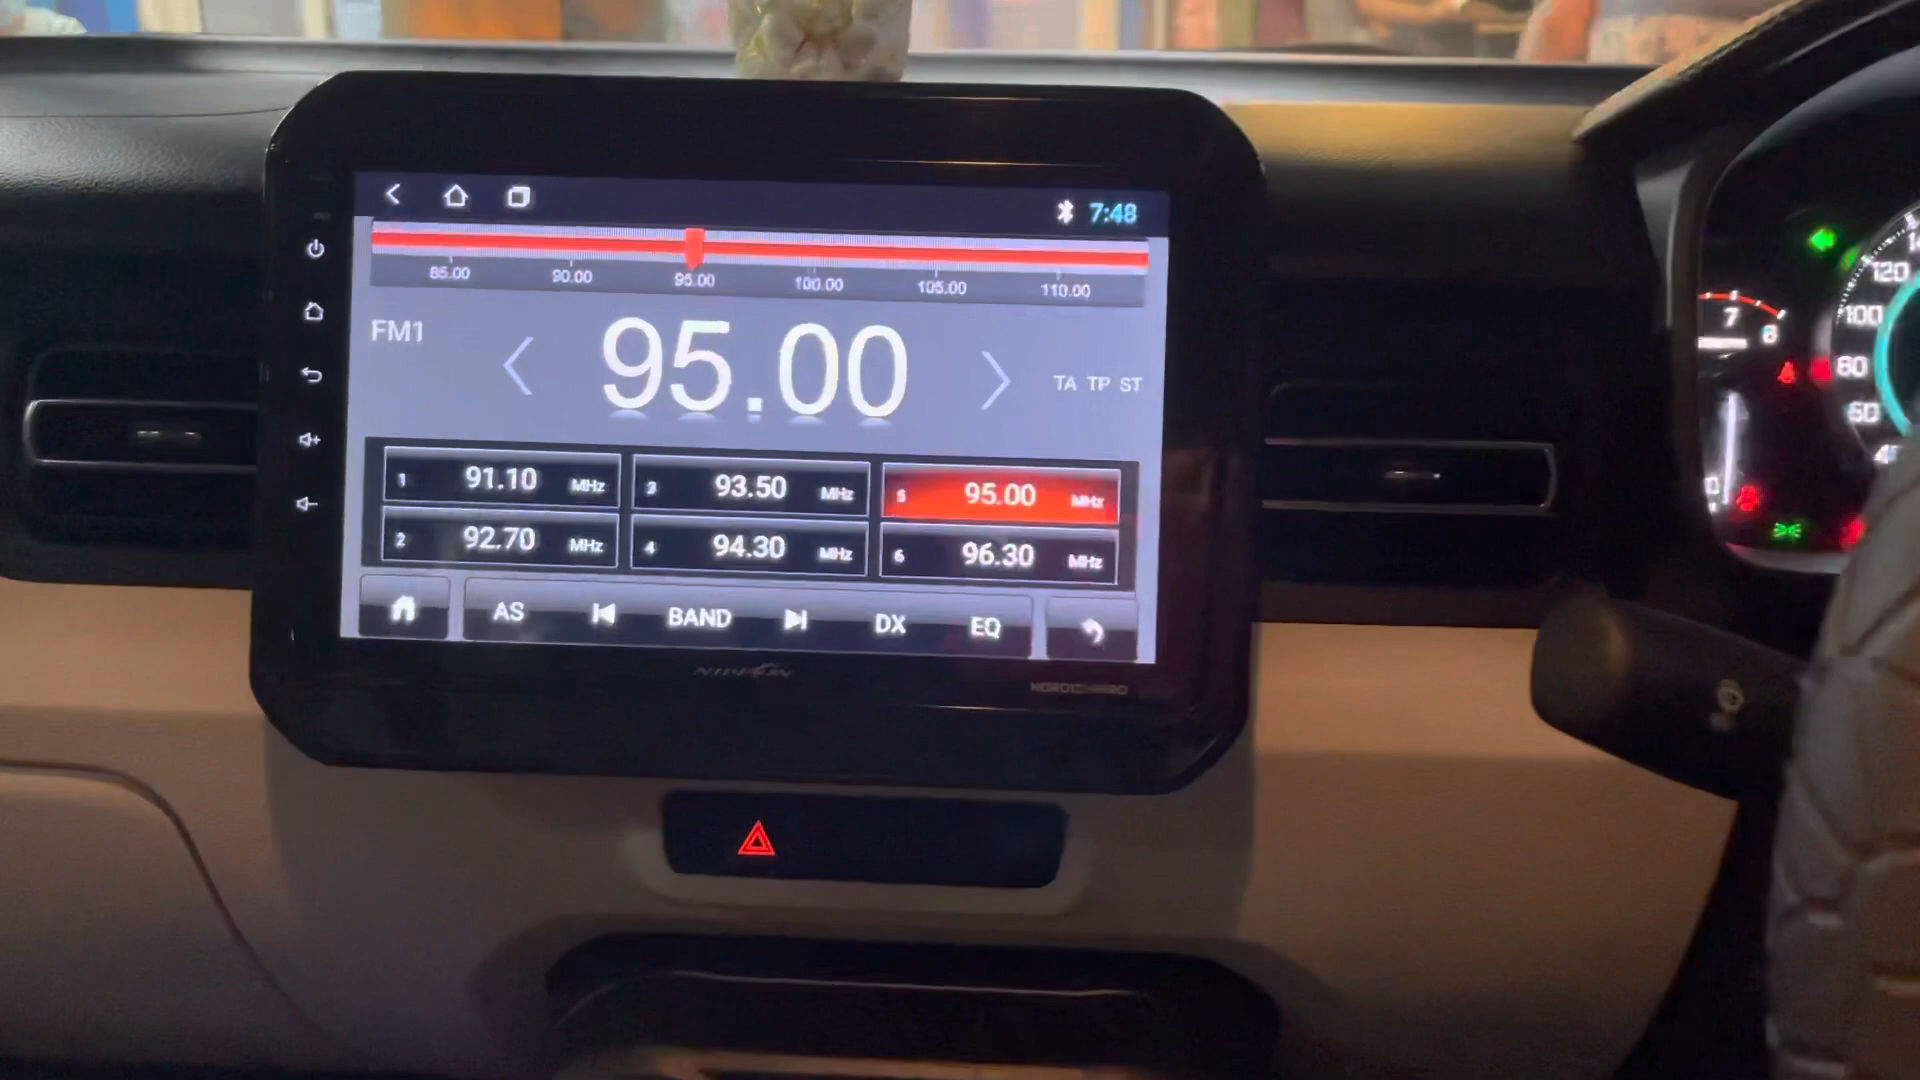 7:48
85.00 90.00 95.00 100.00 105.00 110.00
FM1
95.00
TA TP ST
1 91.10 MHz 3 93.50 MHz 5 95.00 MHz
2 92.70 MHz 4 94.30 MHz 6 96.30 MHz
AS BAND DX EQ
120
100
80
60
7
8